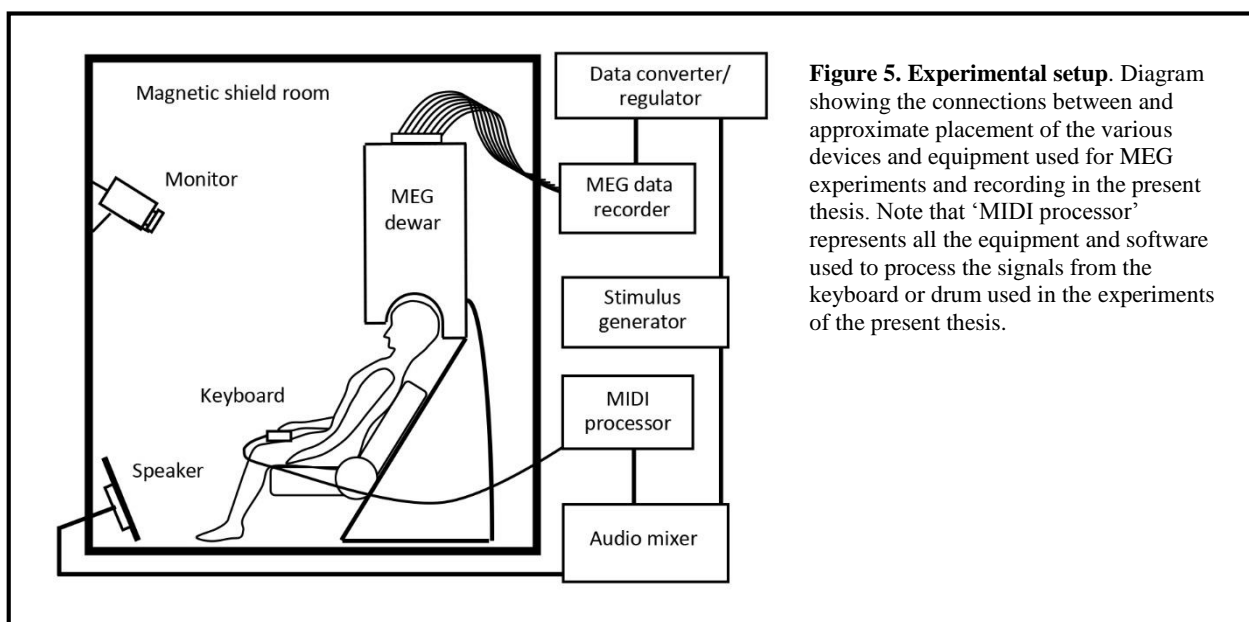 Magnetic shield room
Monitor
MEG
dewar
Keyboard
Speaker
Data converter/
regulator
MEG data
recorder
Stimulus
generator
MIDI
processor
Audio mixer
Figure 5. Experimental setup. Diagram
showing the connections between and
approximate placement of the various
devices and equipment used for MEG
experiments and recording in the present
thesis. Note that ‘MIDI processor’
represents all the equipment and software
used to process the signals from the
keyboard or drum used in the experiments
of the present thesis.